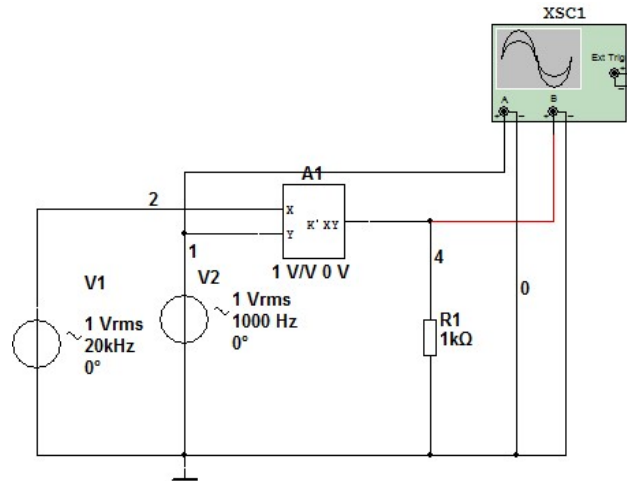 XSC1
Ext Trig
+
−
A
B
+ −
+ −
A1
2
X
Y
K* XY
1
1 V/V 0 V
4
0
V1
1 Vrms
20kHz
0°
V2
1 Vrms
1000 Hz
0°
R1
1kΩ